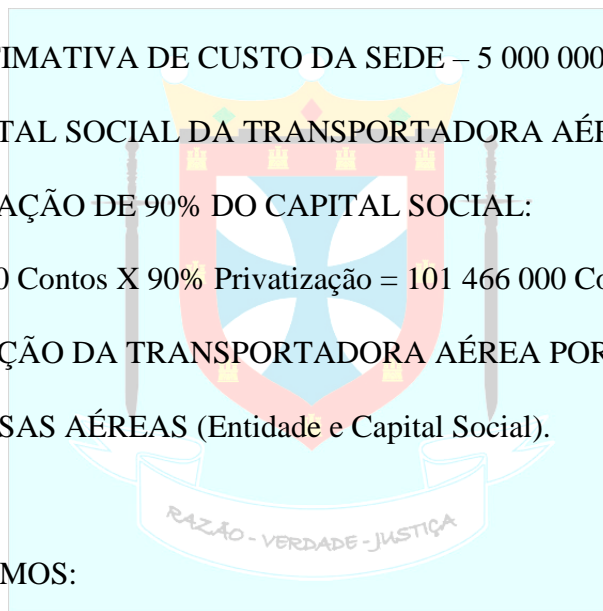 TIMATIVA DE CUSTO DA SEDE – 5 000 000
TAL SOCIAL DA TRANSPORTADORA AÉR
AÇÃO DE 90% DO CAPITAL SOCIAL:
0 Contos X 90% Privatização = 101 466 000 Co
ÇÃO DA TRANSPORTADORA AÉREA POR
SAS AÉREAS (Entidade e Capital Social).
RAZÃO - VERDADE - JUSTIÇA
MOS: